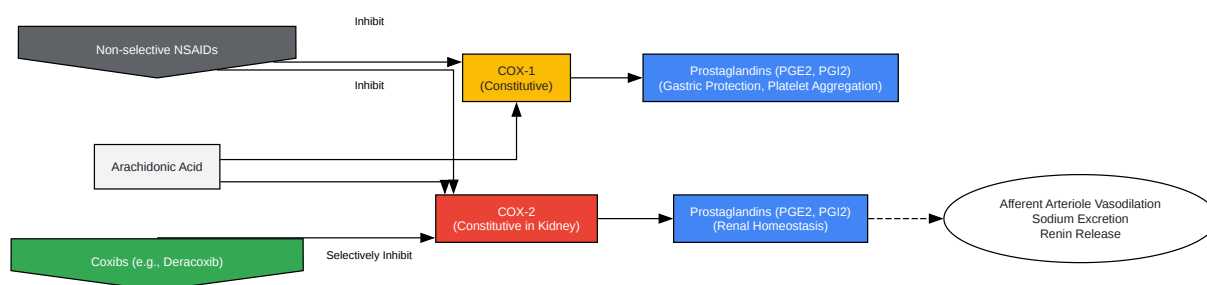 Inhibit
Non-selective NSAIDs
COX-1
(Constitutive)
Prostaglandins (PGE2, PGI2)
(Gastric Protection, Platelet Aggregation)
Inhibit
Arachidonic Acid
COX-2
(Constitutive in Kidney)
Prostaglandins (PGE2, PGI2)
(Renal Homeostasis)
Afferent Arteriole Vasodilation
Sodium Excretion
Renin Release
Coxibs (e.g., Deracoxib)
Selectively Inhibit